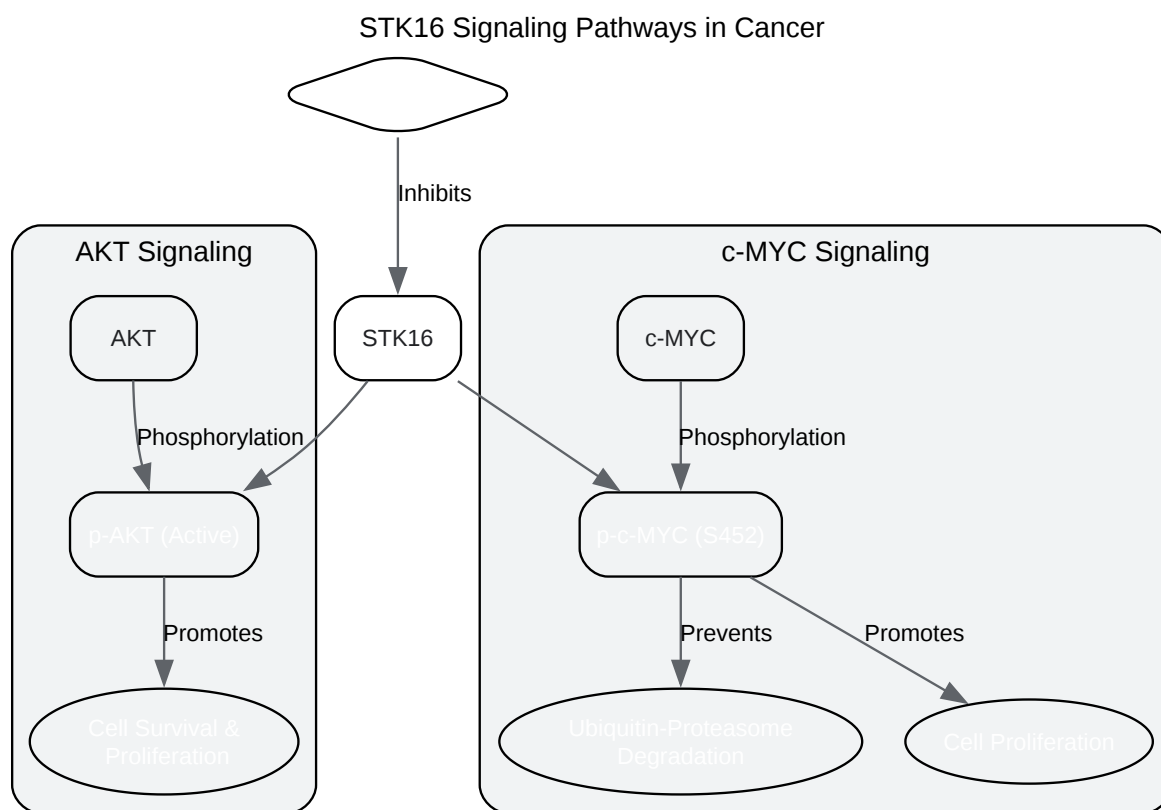 STK16 Signaling Pathways in Cancer
Inhibits
AKT Signaling
c-MYC Signaling
AKT
STK16
c-MYC
Phosphorylation
Phosphorylation
p-AKT (Active)
p-c-MYC (S452)
Promotes
Prevents
Promotes
Cell Survival &
Proliferation
Ubiquitin-Proteasome
Degradation
Cell Proliferation